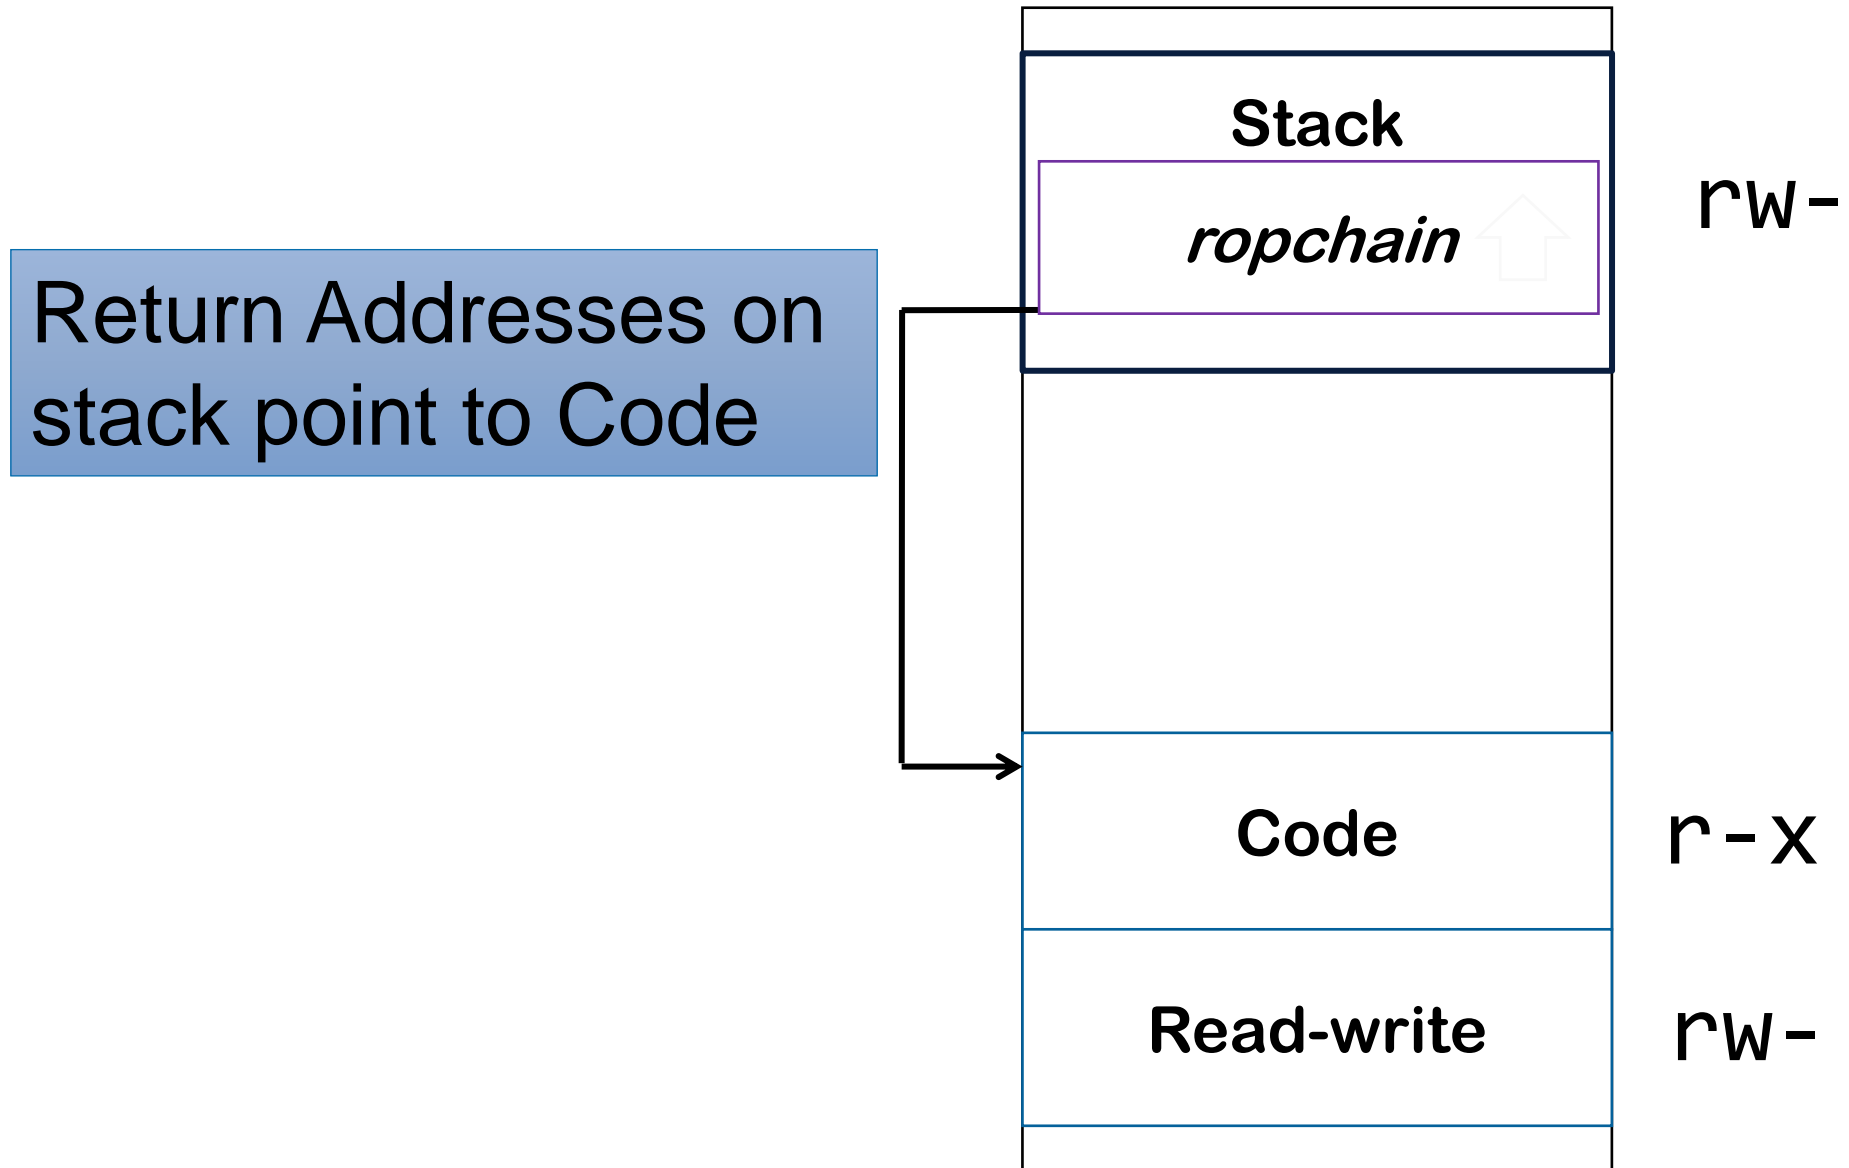 Stack
rw-
ropchain
Return Addresses on
stack point to Code
Code
r-x
Read-write
rw-